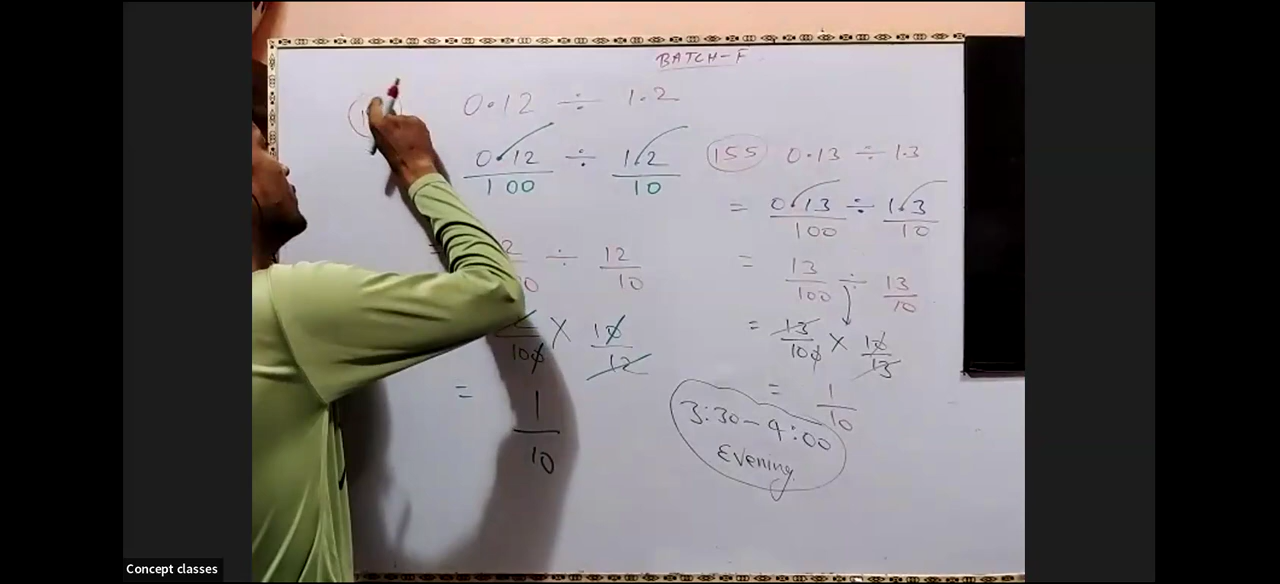 BATCH-F
0.12 ÷ 1.2
0.12/100 ÷ 1.2/10
12/10
× 10/12
= 1/10
155 0.13 ÷ 1.3
= 0.13/100 ÷ 1.3/10
= 13/100 ÷ 13/10
= 13/100 × 10/13
= 1/10
3:30-4:00
Evening
Concept classes